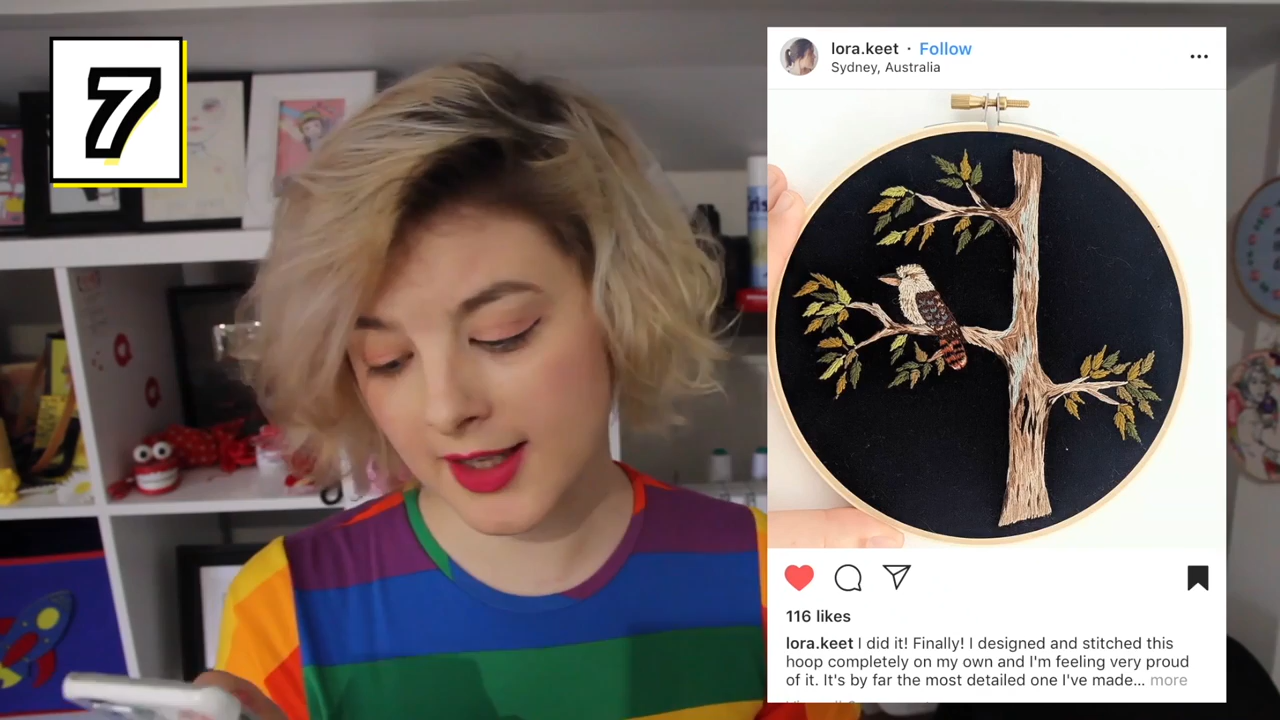 7
lora.keet · Follow
Sydney, Australia
116 likes
lora.keet I did it! Finally! I designed and stitched this
hoop completely on my own and I'm feeling very proud
of it. It's by far the most detailed one I've made... more